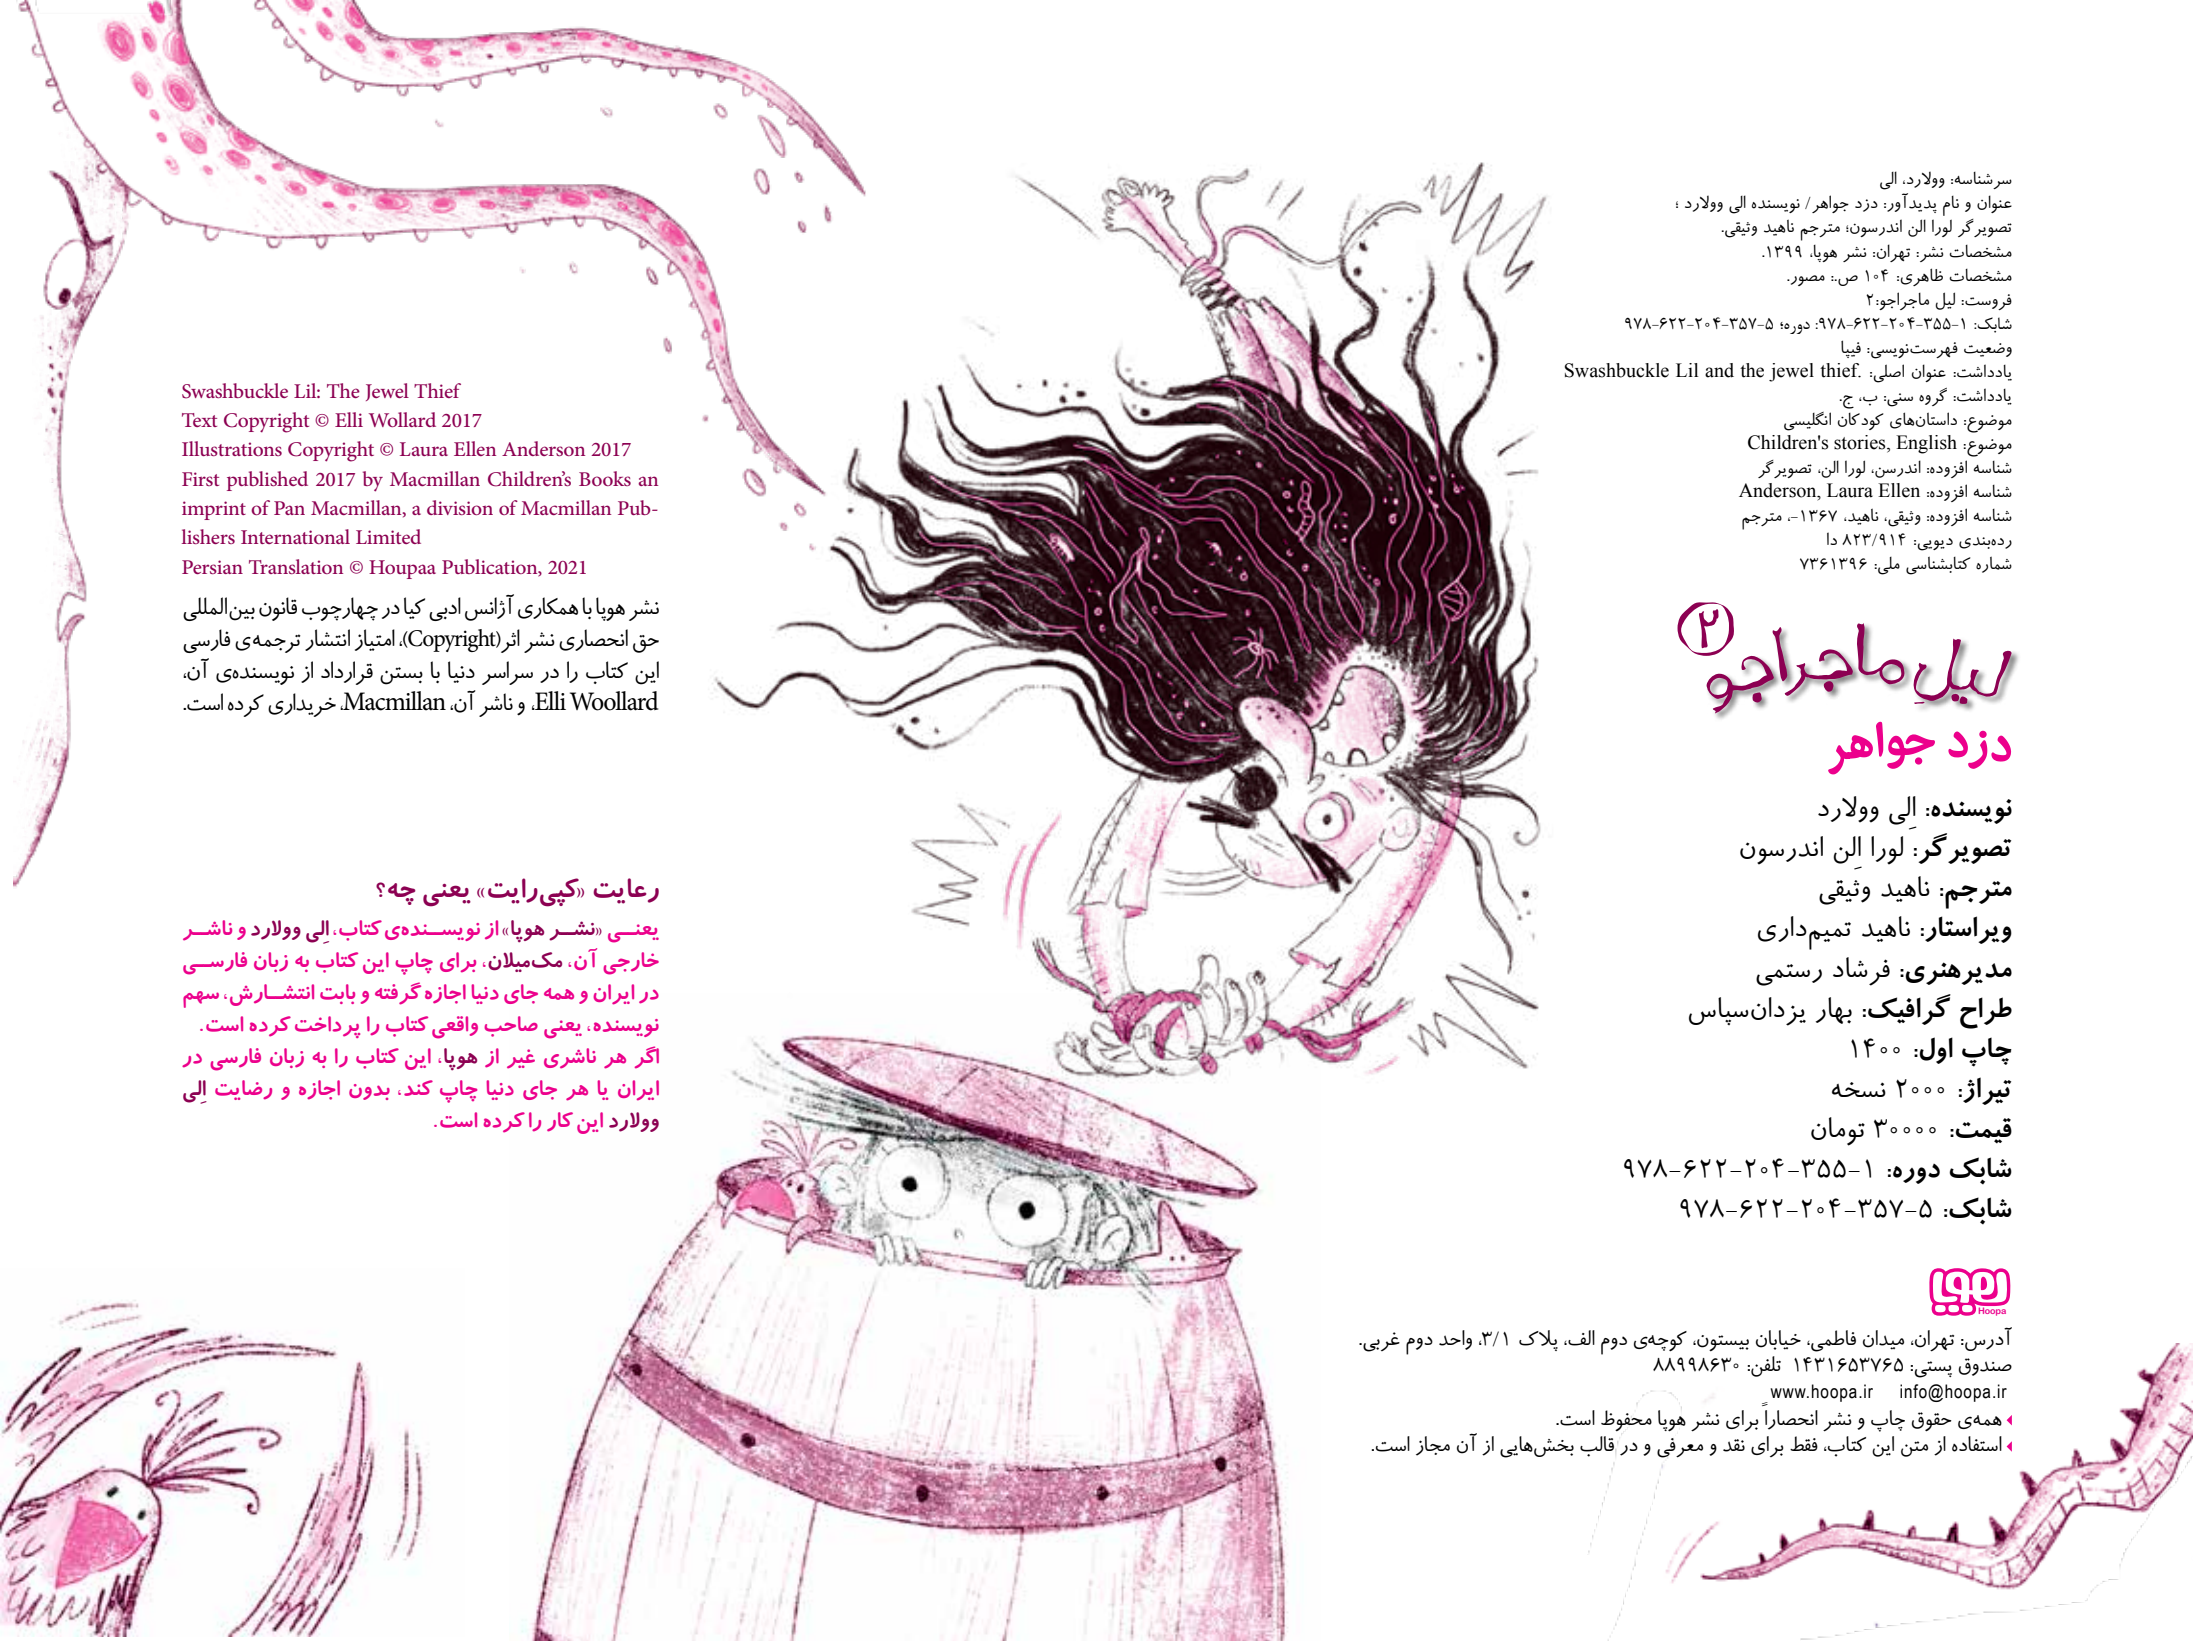 سرشناسه: وولارد، الی
عنوان و نام پدیدآور: دزد جواهر/ نویسنده الی وولارد ؛
تصویرگر لورا الن اندرسون؛ مترجم ناهید وثیقی.
مشخصات نشر: تهران: نشر هوپا، ۱۳۹۹.
مشخصات ظاهری: ۱۰۴ ص.: مصور.
فروست: لیل ماجراجو:۲
شابک: ۱-۳۵۵-۲۰۴-۶۲۲-۹۷۸: دوره؛ ۵-۳۵۷-۲۰۴-۶۲۲-۹۷۸
وضعیت فهرست‌نویسی: فیپا
یادداشت: عنوان اصلی: Swashbuckle Lil and the jewel thief.
یادداشت: گروه سنی: ب، ج.
موضوع: داستان‌های کودکان انگلیسی
موضوع: Children's stories, English
شناسه افزوده: اندرسن، لورا الن، تصویرگر
شناسه افزوده: Anderson, Laura Ellen
شناسه افزوده: وثیقی، ناهید، ۱۳۶۷-، مترجم
رده‌بندی دیویی: ۸۲۳/۹۱۴ دا
شماره کتابشناسی ملی: ۷۳۶۱۳۹۶
لیلِ ماجراجو ۲
دزد جواهر
نویسنده: اِلی وولارد
تصویرگر: لورا اِلن اندرسون
مترجم: ناهید وثیقی
ویراستار: ناهید تمیم‌داری
مدیرهنری: فرشاد رستمی
طراح گرافیک: بهار یزدان‌سپاس
چاپ اول: ۱۴۰۰
تیراژ: ۲۰۰۰ نسخه
قیمت: ۳۰۰۰۰ تومان
شابک دوره: ۱-۳۵۵-۲۰۴-۶۲۲-۹۷۸
شابک: ۵-۳۵۷-۲۰۴-۶۲۲-۹۷۸
هوپا
Hoopa
آدرس: تهران، میدان فاطمی، خیابان بیستون، کوچه‌ی دوم الف، پلاک ۳/۱، واحد دوم غربی.
صندوق پستی: ۱۴۳۱۶۵۳۷۶۵ تلفن: ۸۸۹۹۸۶۳۰
www.hoopa.ir info@hoopa.ir
همه‌ی حقوق چاپ و نشر انحصاراً برای نشر هوپا محفوظ است.
استفاده از متن این کتاب، فقط برای نقد و معرفی و در قالب بخش‌هایی از آن مجاز است.
Swashbuckle Lil: The Jewel Thief
Text Copyright © Elli Wollard 2017
Illustrations Copyright © Laura Ellen Anderson 2017
First published 2017 by Macmillan Children’s Books an
imprint of Pan Macmillan, a division of Macmillan Pub-
lishers International Limited
Persian Translation © Houpaa Publication, 2021
نشر هوپا با همکاری آژانس ادبی کیا در چهارچوب قانون بین‌المللی
حق انحصاری نشر اثر(Copyright)، امتیاز انتشار ترجمه‌ی فارسی
این کتاب را در سراسر دنیا با بستن قرارداد از نویسنده‌ی آن،
Elli Woollard، و ناشر آن، Macmillan، خریداری کرده است.
رعایت «کپی‌رایت» یعنی چه؟
یعنی «نشر هوپا» از نویسنده‌ی کتاب، اِلی وولارد و ناشر
خارجی آن، مک‌میلان، برای چاپ این کتاب به زبان فارسی
در ایران و همه جای دنیا اجازه گرفته و بابت انتشارش، سهم
نویسنده، یعنی صاحب واقعی کتاب را پرداخت کرده است.
اگر هر ناشری غیر از هوپا، این کتاب را به زبان فارسی در
ایران یا هر جای دنیا چاپ کند، بدون اجازه و رضایت اِلی
وولارد این کار را کرده است.